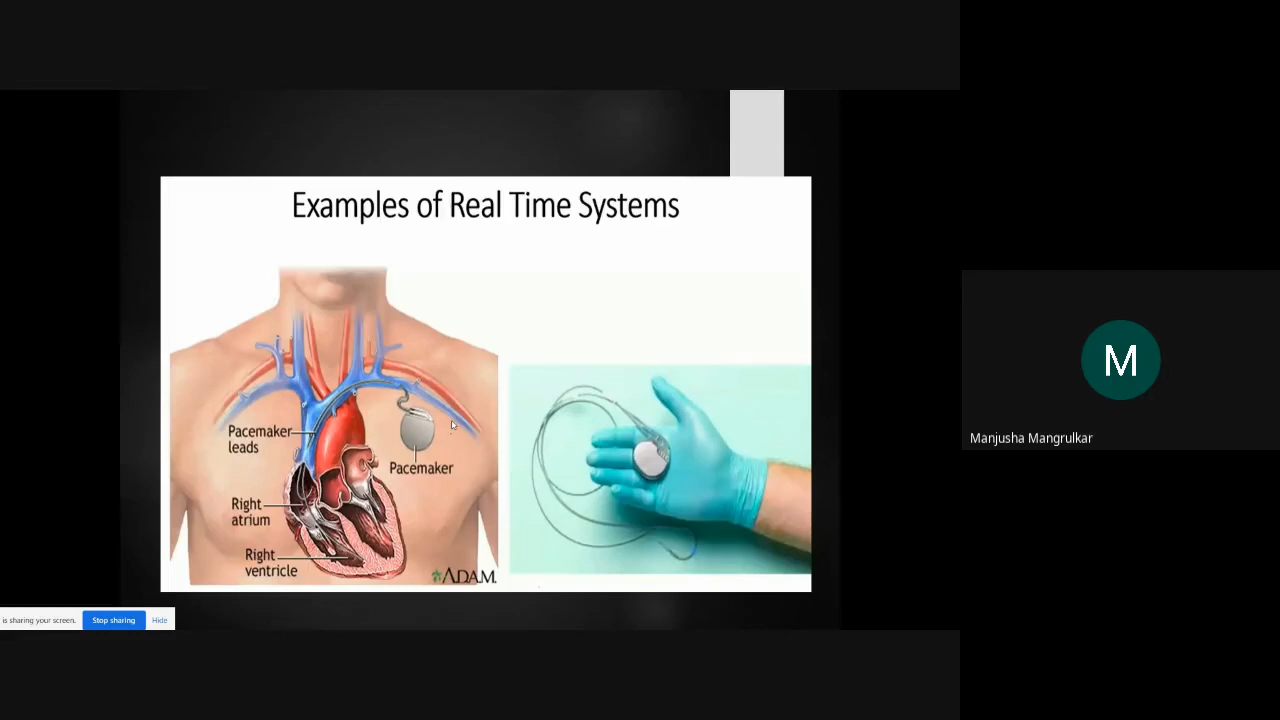 Examples of Real Time Systems
Pacemaker
leads
Pacemaker
Right
atrium
Right
ventricle
ADAM.
M
Manjusha Mangrulkar
is sharing your screen.
Stop sharing
Hide